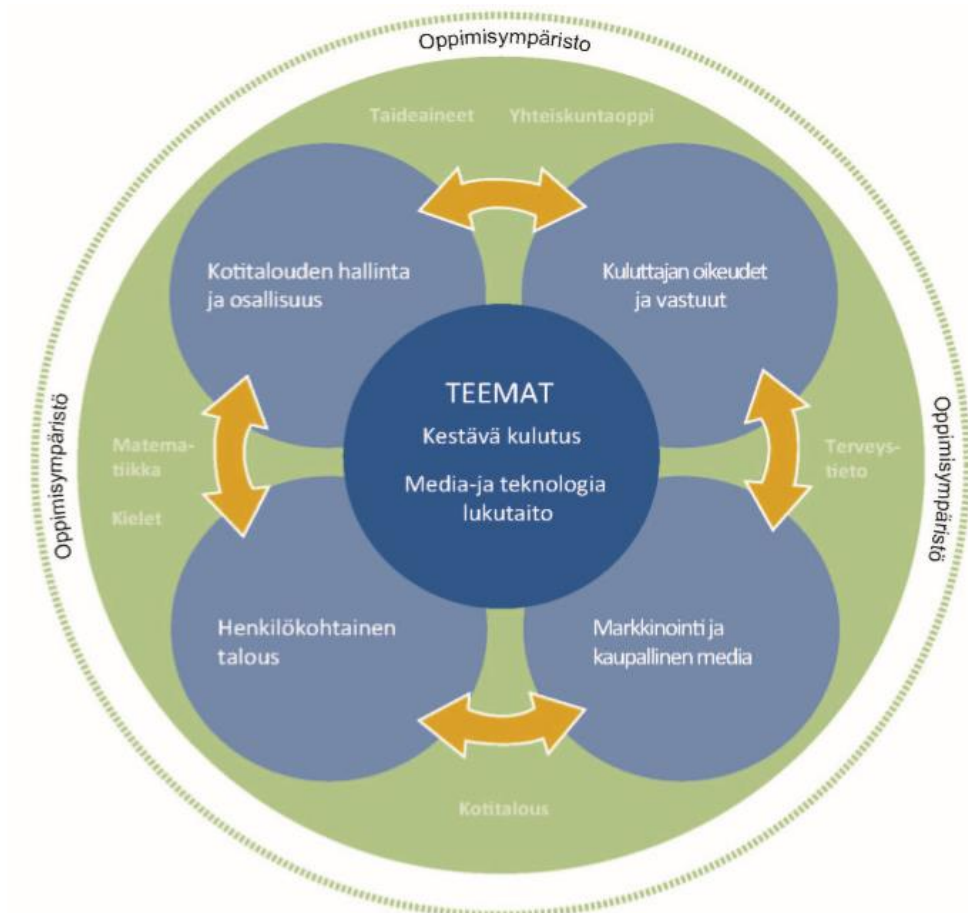 Oppimisympäristo
Taideaineet
Yhteiskuntaoppi
Kotitalouden hallinta
ja osallisuus
Kuluttajan oikeudet
ja vastuut
TEEMAT
Kestävä kulutus
Media-ja teknologia
lukutaito
Oppimisympäristö
Matema-
tiikka
Kielet
Terveys-
tieto
Oppimisympäristö
Henkilökohtainen
talous
Markkinointi ja
kaupallinen media
Kotitalous